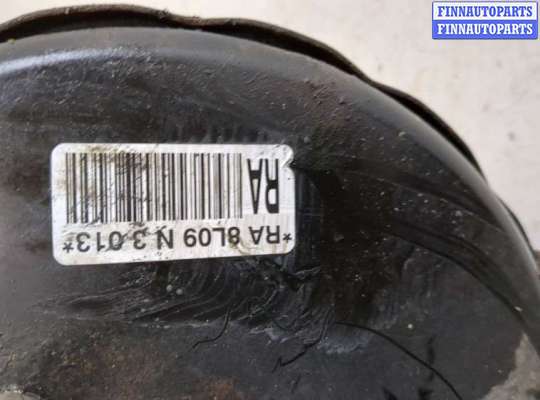 FINNAUTOPARTS
FINNAUTOPARTS
*RA 8L09 N 3 013*
RA